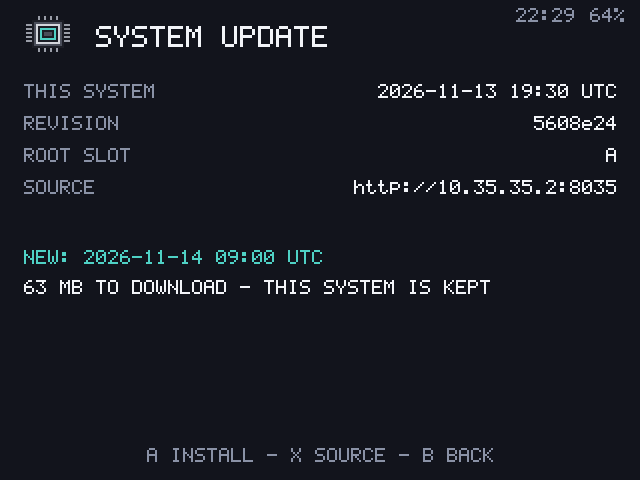 22:29 64%
SYSTEM UPDATE
THIS SYSTEM 2026-11-13 19:30 UTC
REVISION 5608e24
ROOT SLOT A
SOURCE http://10.35.35.2:8035
NEW: 2026-11-14 09:00 UTC
63 MB TO DOWNLOAD - THIS SYSTEM IS KEPT
A INSTALL - X SOURCE - B BACK